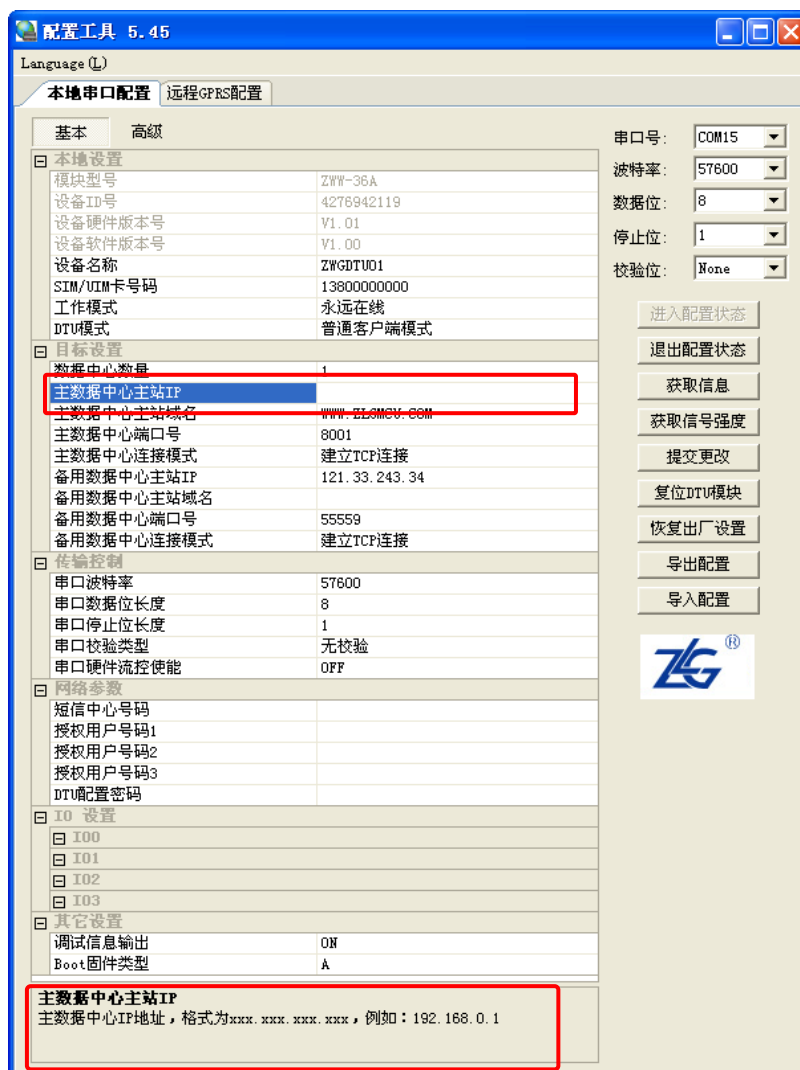 配置工具 5.45
Language(L)
本地串口配置 远程GPRS配置
基本 高级
本地设置
模块型号 ZWW-36A
设备ID号 4276942119
设备硬件版本号 V1.01
设备软件版本号 V1.00
设备名称 ZWGDTU01
SIM/UIM卡号码 13800000000
工作模式 永远在线
DTU模式 普通客户端模式
目标设置
数据中心数量 1
主数据中心主站IP
主数据中心主站域名 WWW.ZLGMCU.COM
主数据中心端口号 8001
主数据中心连接模式 建立TCP连接
备用数据中心主站IP 121.33.243.34
备用数据中心主站域名
备用数据中心端口号 55559
备用数据中心连接模式 建立TCP连接
传输控制
串口波特率 57600
串口数据位长度 8
串口停止位长度 1
串口校验类型 无校验
串口硬件流控使能 OFF
网络参数
短信中心号码
授权用户号码1
授权用户号码2
授权用户号码3
DTU配置密码
IO 设置
IO0
IO1
IO2
IO3
其它设置
调试信息输出 ON
Boot固件类型 A
主数据中心主站IP
主数据中心IP地址，格式为xxx.xxx.xxx.xxx，例如：192.168.0.1
串口号: COM15
波特率: 57600
数据位: 8
停止位: 1
校验位: None
进入配置状态
退出配置状态
获取信息
获取信号强度
提交更改
复位DTU模块
恢复出厂设置
导出配置
导入配置
ZLG®